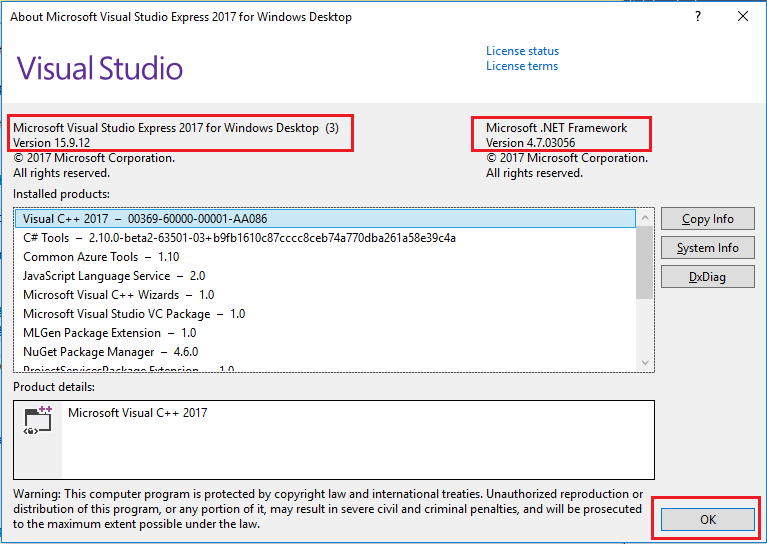 About Microsoft Visual Studio Express 2017 for Windows Desktop
?
Visual Studio
License status
License terms
Microsoft Visual Studio Express 2017 for Windows Desktop (3)
Version 15.9.12
© 2017 Microsoft Corporation.
All rights reserved.
Microsoft .NET Framework
Version 4.7.03056
© 2017 Microsoft Corporation.
All rights reserved.
Installed products:
Visual C++ 2017 – 00369-60000-00001-AA086
C# Tools – 2.10.0-beta2-63501-03+b9fb1610c87cccc8ceb74a770dba261a58e39c4a
Common Azure Tools – 1.10
JavaScript Language Service – 2.0
Microsoft Visual C++ Wizards – 1.0
Microsoft Visual Studio VC Package – 1.0
MLGen Package Extension – 1.0
NuGet Package Manager – 4.6.0
ProjectServicesPackage Extension – 1.0
Copy Info
System Info
DxDiag
Product details:
Microsoft Visual C++ 2017
Warning: This computer program is protected by copyright law and international treaties. Unauthorized reproduction or
distribution of this program, or any portion of it, may result in severe civil and criminal penalties, and will be prosecuted
to the maximum extent possible under the law.
OK